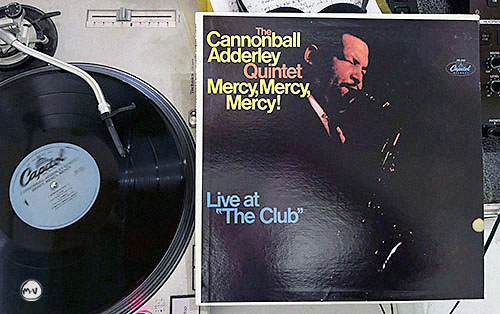 The
Cannonball
Adderley
Quintet
Mercy, Mercy,
Mercy!
Capitol
Live at
"The Club"
Capitol
M-V